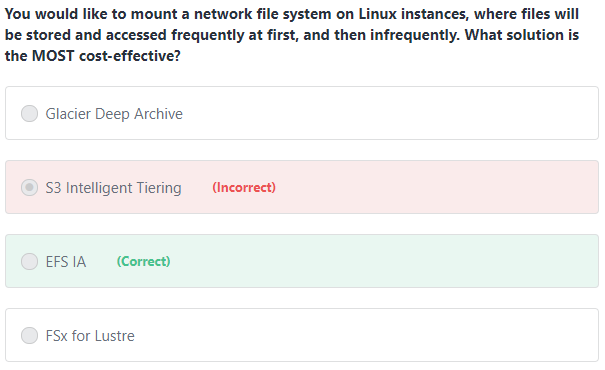 You would like to mount a network file system on Linux instances, where files will
be stored and accessed frequently at first, and then infrequently. What solution is
the MOST cost-effective?
Glacier Deep Archive
S3 Intelligent Tiering (Incorrect)
EFS IA (Correct)
FSx for Lustre